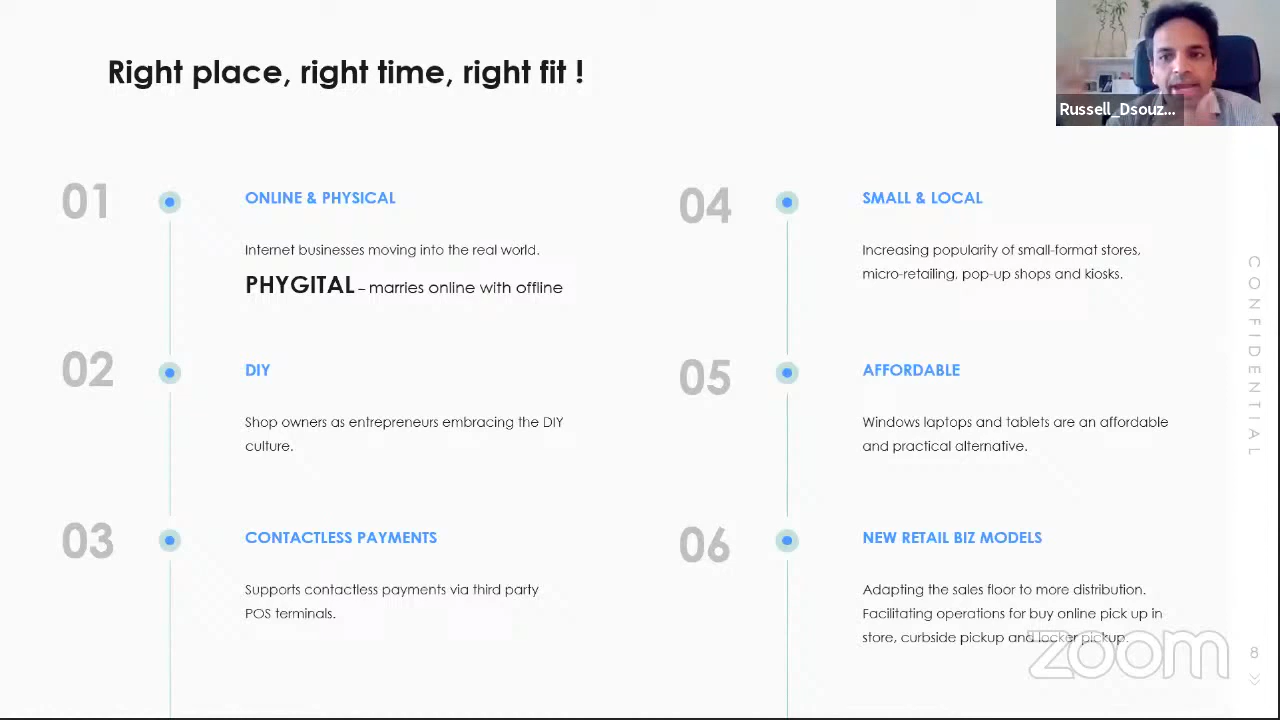 Right place, right time, right fit !
Russell_Dsouz...
01
ONLINE & PHYSICAL
Internet businesses moving into the real world.
PHYGITAL – marries online with offline
02
DIY
Shop owners as entrepreneurs embracing the DIY
culture.
03
CONTACTLESS PAYMENTS
Supports contactless payments via third party
POS terminals.
04
SMALL & LOCAL
Increasing popularity of small-format stores,
micro-retailing, pop-up shops and kiosks.
05
AFFORDABLE
Windows laptops and tablets are an affordable
and practical alternative.
06
NEW RETAIL BIZ MODELS
Adapting the sales floor to more distribution.
Facilitating operations for buy online pick up in
store, curbside pickup and locker pickup.
CONFIDENTIAL
8
zoom